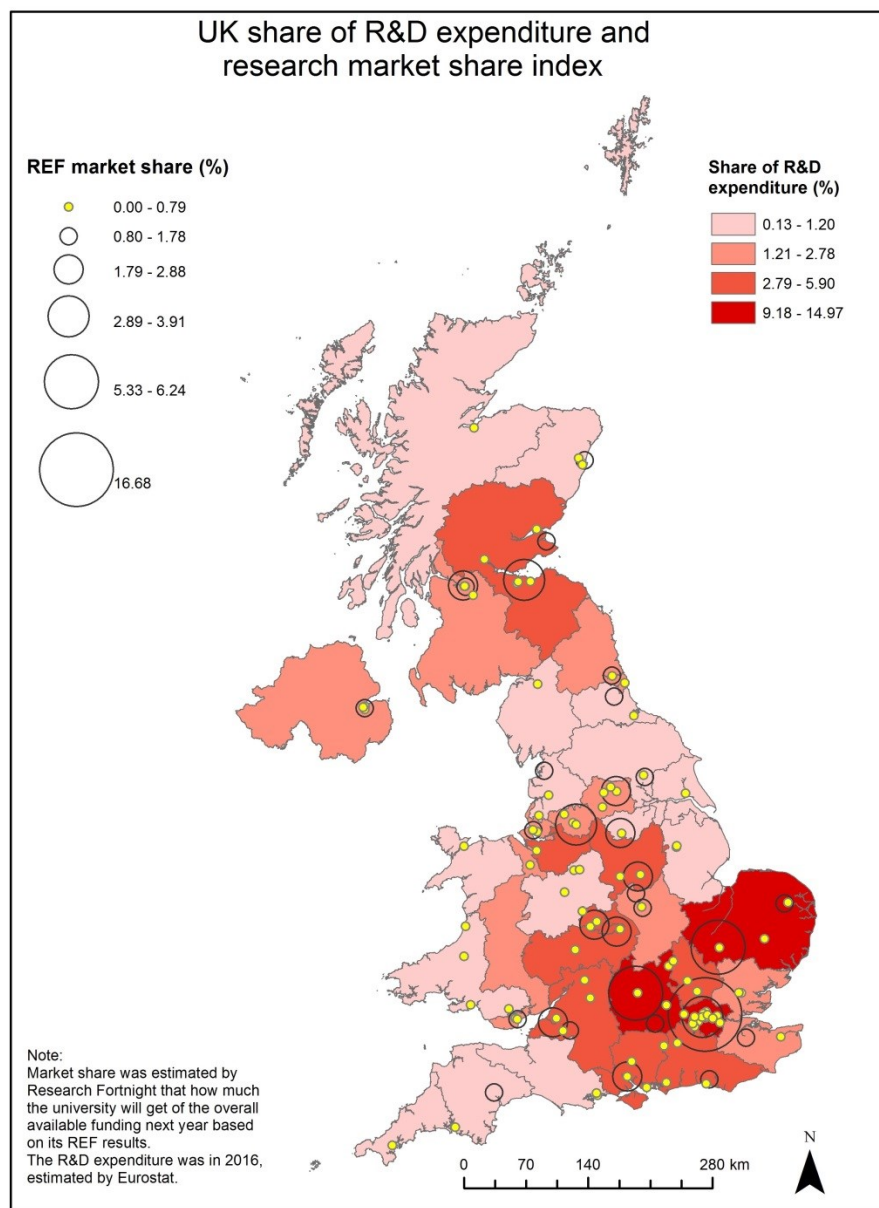 UK share of R&D expenditure and
research market share index
REF market share (%)
0.00 - 0.79
0.80 - 1.78
1.79 - 2.88
2.89 - 3.91
5.33 - 6.24
16.68
Share of R&D
expenditure (%)
0.13 - 1.20
1.21 - 2.78
2.79 - 5.90
9.18 - 14.97
Note:
Market share was estimated by
Research Fortnight that how much
the university will get of the overall
available funding next year based
on its REF results.
The R&D expenditure was in 2016,
estimated by Eurostat.
0 70 140 280 km
N